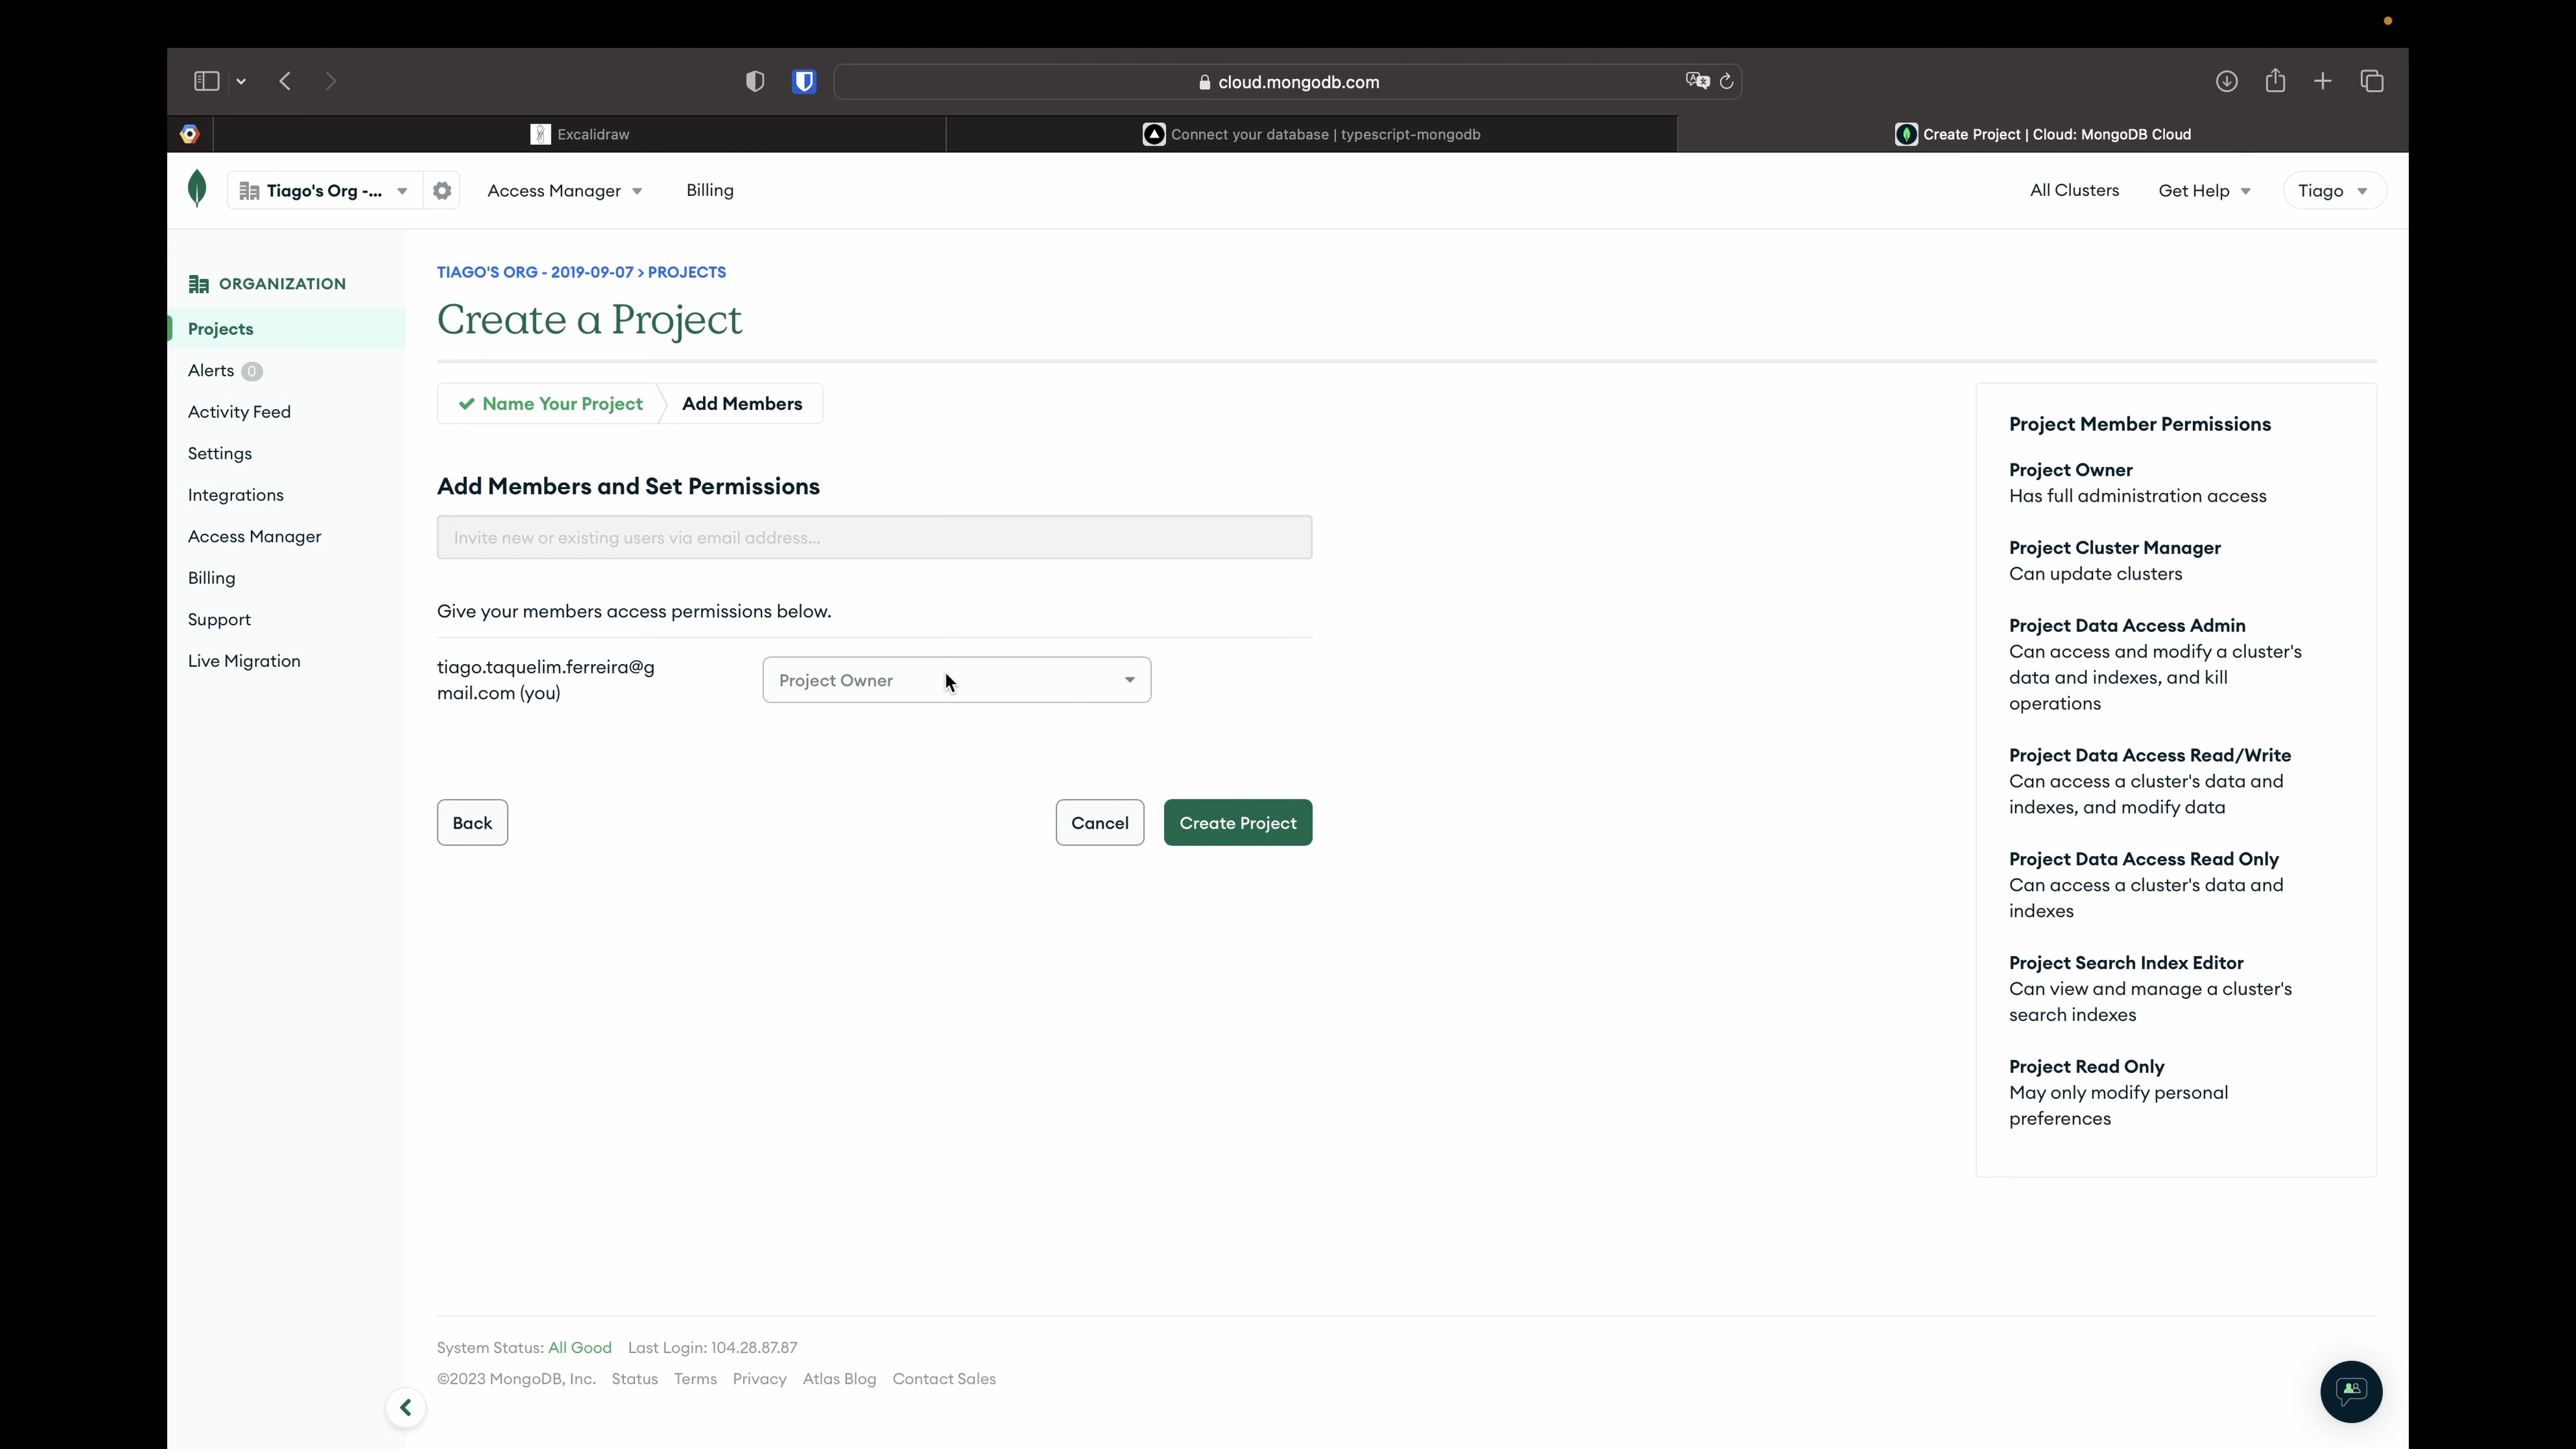 cloud.mongodb.com
Excalidraw
Connect your database | typescript-mongodb
Create Project | Cloud: MongoDB Cloud
Tiago's Org -...
Access Manager
Billing
All Clusters
Get Help
Tiago
ORGANIZATION
Projects
Alerts 0
Activity Feed
Settings
Integrations
Access Manager
Billing
Support
Live Migration
TIAGO'S ORG - 2019-09-07 > PROJECTS
Create a Project
Name Your Project
Add Members
Add Members and Set Permissions
Invite new or existing users via email address...
Give your members access permissions below.
tiago.taquelim.ferreira@g
mail.com (you)
Project Owner
Back
Cancel
Create Project
Project Member Permissions
Project Owner
Has full administration access
Project Cluster Manager
Can update clusters
Project Data Access Admin
Can access and modify a cluster's
data and indexes, and kill
operations
Project Data Access Read/Write
Can access a cluster's data and
indexes, and modify data
Project Data Access Read Only
Can access a cluster's data and
indexes
Project Search Index Editor
Can view and manage a cluster's
search indexes
Project Read Only
May only modify personal
preferences
System Status: All Good Last Login: 104.28.87.87
©2023 MongoDB, Inc. Status Terms Privacy Atlas Blog Contact Sales